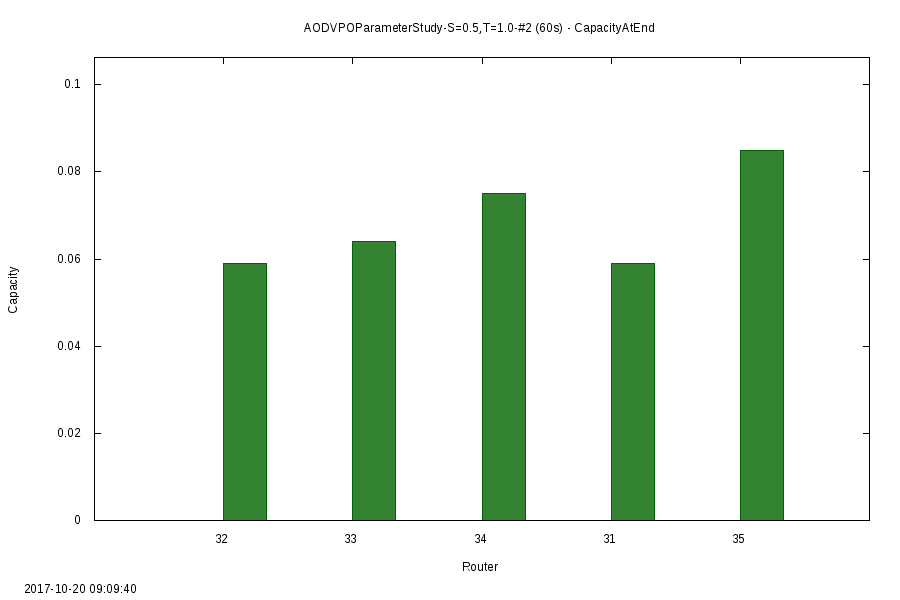 AODVPOParameterStudy-S=0.5,T=1.0-#2 (60s) - CapacityAtEnd
0.1
0.08
0.06
0.04
0.02
0
Capacity
32 33 34 31 35
Router
2017-10-20 09:09:40